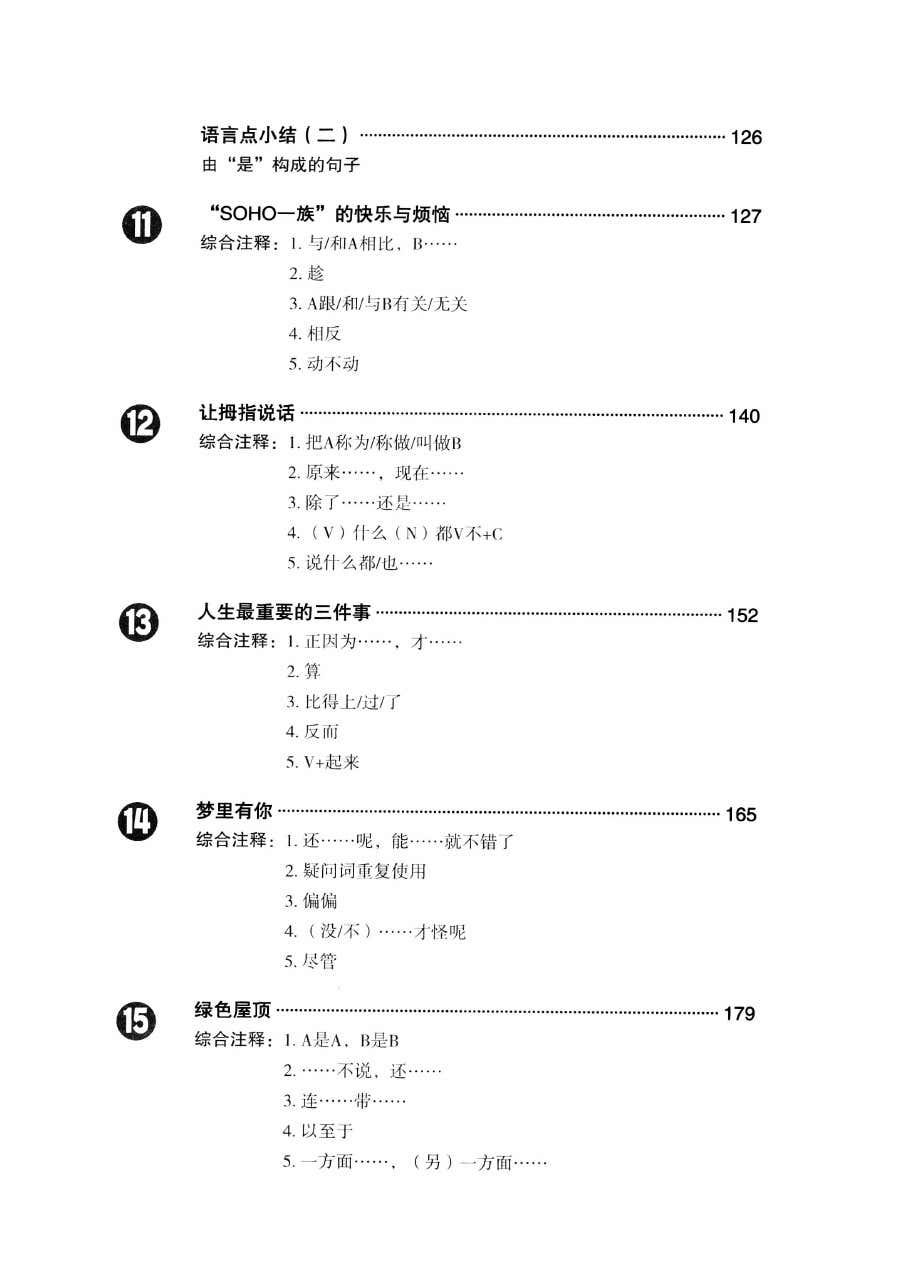 语言点小结（二）…………………………………………………………………… 126
由“是”构成的句子
11 “SOHO一族”的快乐与烦恼 ………………………………………………… 127
综合注释：1. 与/和A相比，B……
2. 趁
3. A跟/和/与B有关/无关
4. 相反
5. 动不动
12 让拇指说话 ……………………………………………………………………………… 140
综合注释：1. 把A称为/称做/叫做B
2. 原来……，现在……
3. 除了……还是……
4.（V）什么（N）都V不+C
5. 说什么都/也……
13 人生最重要的三件事 ………………………………………………………………… 152
综合注释：1. 正因为……，才……
2. 算
3. 比得上/过/了
4. 反而
5. V+起来
14 梦里有你 ………………………………………………………………………………… 165
综合注释：1. 还……呢，能……就不错了
2. 疑问词重复使用
3. 偏偏
4.（没/不）……才怪呢
5. 尽管
15 绿色屋顶 ………………………………………………………………………………… 179
综合注释：1. A是A，B是B
2. ……不说，还……
3. 连……带……
4. 以至于
5. 一方面……，（另）一方面……